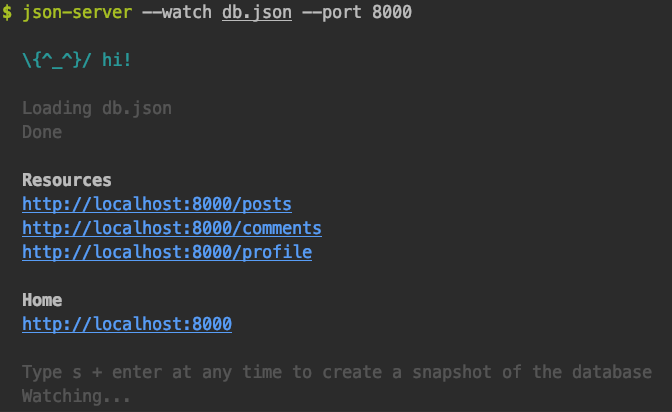 $ json-server --watch db.json --port 8000
\{^_^}/ hi!
Loading db.json
Done
Resources
http://localhost:8000/posts
http://localhost:8000/comments
http://localhost:8000/profile
Home
http://localhost:8000
Type s + enter at any time to create a snapshot of the database
Watching...